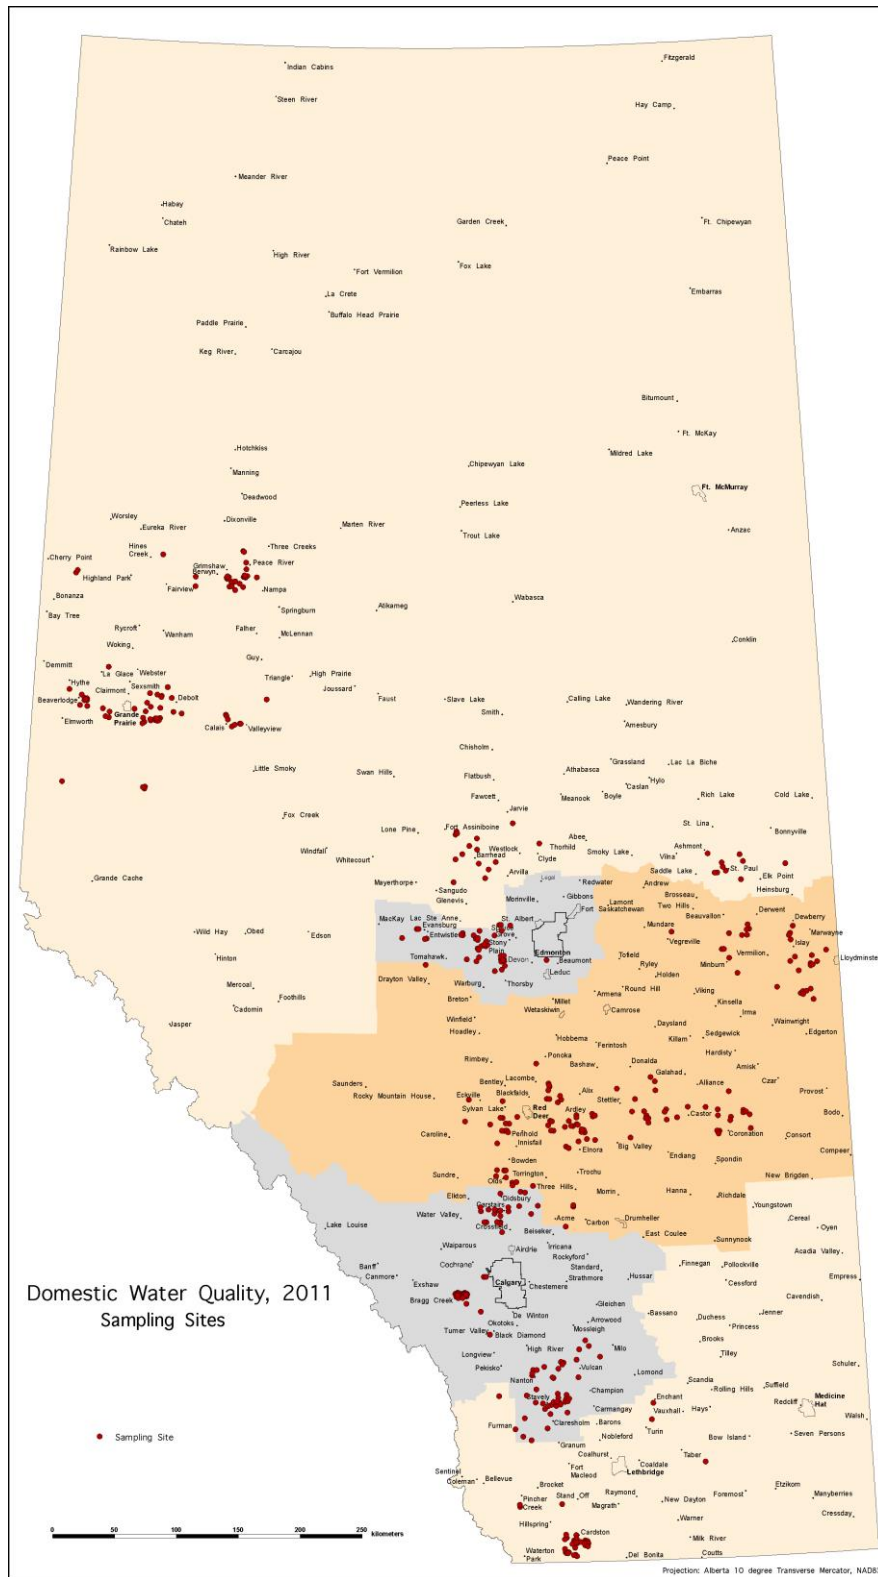 Indian Cabins
Fitzgerald
Steen River
Hay Camp
Peace Point
Meander River
Habay
Chateh
Garden Creek
Ft. Chipewyan
Rainbow Lake
High River
Fox Lake
Fort Vermilion
La Crete
Embarras
Buffalo Head Prairie
Paddle Prairie
Keg River
Carcajou
Bitumount
Ft. McKay
Hotchkiss
Mildred Lake
Chipewyan Lake
Manning
Ft. McMurray
Deadwood
Peerless Lake
Worsley
Dixonville
Eureka River
Marten River
Anzac
Trout Lake
Hines
Creek
Three Creeks
Cherry Point
Peace River
Grimshaw
Berwyn
Highland Park
Fairview
Nampa
Bonanza
Wabasca
Atikameg
Springburn
Bay Tree
Rycroft
Wanham
Falher
McLennan
Conklin
Woking
Guy
Demmitt
La Glace
Webster
High Prairie
Triangle
Hythe
Sexsmith
Clairmont
Joussard
Faust
Slave Lake
Calling Lake
Wandering River
Beaverlodge
Debolt
Grande
Prairie
Smith
Elmworth
Calais
Valleyview
Amesbury
Chisholm
Grassland
Lac La Biche
Little Smoky
Swan Hills
Flatbush
Athabasca
Hylo
Caslan
Fawcett
Meanook
Boyle
Rich Lake
Cold Lake
Jarvie
Fox Creek
Lone Pine
Fort Assiniboine
St. Lina
Bonnyville
Abee
Westlock
Thorhild
Ashmont
Windfall
Whitecourt
Barrhead
Clyde
Smoky Lake
Vilna
St. Paul
Saddle Lake
Arvilla
Elk Point
Grande Cache
Mayerthorpe
Legal
Redwater
Andrew
Heinsburg
Sangudo
Brosseau
Glenevis
Morinville
Gibbons
Lamont
Two Hills
Derwent
Fort
Saskatchewan
Beauvallon
Dewberry
MacKay
Lac Ste Anne
St. Albert
Mundare
Marwayne
Evansburg
Wild Hay
Obed
Edson
Entwistle
Spruce
Grove
Stony
Plain
Vegreville
Islay
Edmonton
Tofield
Vermilion
Lloydminster
Hinton
Tomahawk
Devon
Beaumont
Ryley
Minburn
Leduc
Holden
Drayton Valley
Warburg
Thorsby
Mercoal
Foothills
Round Hill
Viking
Armena
Cadomin
Breton
Millet
Kinsella
Wetaskiwin
Camrose
Irma
Jasper
Winfield
Daysland
Wainwright
Hoadley
Hobbema
Killam
Sedgewick
Edgerton
Ferintosh
Hardisty
Rimbey
Ponoka
Donalda
Bashaw
Amisk
Lacombe
Galahad
Saunders
Bentley
Alliance
Czar
Rocky Mountain House
Eckville
Blackfalds
Alix
Provost
Stettler
Sylvan Lake
Red
Deer
Ardley
Castor
Bodo
Caroline
Penhold
Coronation
Consort
Innisfail
Elnora
Big Valley
Compeer
Bowden
Endiang
Spondin
Sundre
Torrington
Trochu
New Brigden
Olds
Three Hills
Morrin
Hanna
Richdale
Elkton
Didsbury
Youngstown
Water Valley
Carstairs
Acme
Carbon
Drumheller
Cereal
Lake Louise
Crossfield
Oyen
Beiseker
East Coulee
Sunnynook
Waiparous
Airdrie
Irricana
Acadia Valley
Rockyford
Banff
Cochrane
Standard
Finnegan
Pollockville
Canmore
Exshaw
Strathmore
Hussar
Empress
Calgary
Chestemere
Cessford
Domestic Water Quality, 2011
Sampling Sites
Bragg Creek
Gleichen
Cavendish
De Winton
Bassano
Jenner
Okotoks
Arrowood
Duchess
Princess
Turner Valley
Black Diamond
Mossleigh
Brooks
Longview
High River
Milo
Tilley
Pekisko
Vulcan
Schuler
Lomond
Nanton
Scandia
Suffield
Champion
Rolling Hills
Stavely
Enchant
Redcliff
Medicine
Hat
Carmangay
Vauxhall
Hays
Walsh
Furman
Claresholm
Barons
Turin
Seven Persons
Sampling Site
Nobleford
Bow Island
Granum
Coalhurst
Taber
Fort
Macleod
Coaldale
Sentinel
Coleman
Bellevue
Lethbridge
Etzikom
Brocket
Stand Off
Raymond
Foremost
Manyberries
Pincher
Creek
Magrath
New Dayton
Warner
Cressday
Hillspring
Cardston
Milk River
Waterton
Park
Del Bonita
Coutts
0 50 100 150 200 250 kilometers
Projection: Alberta 10 degree Transverse Mercator, NAD83